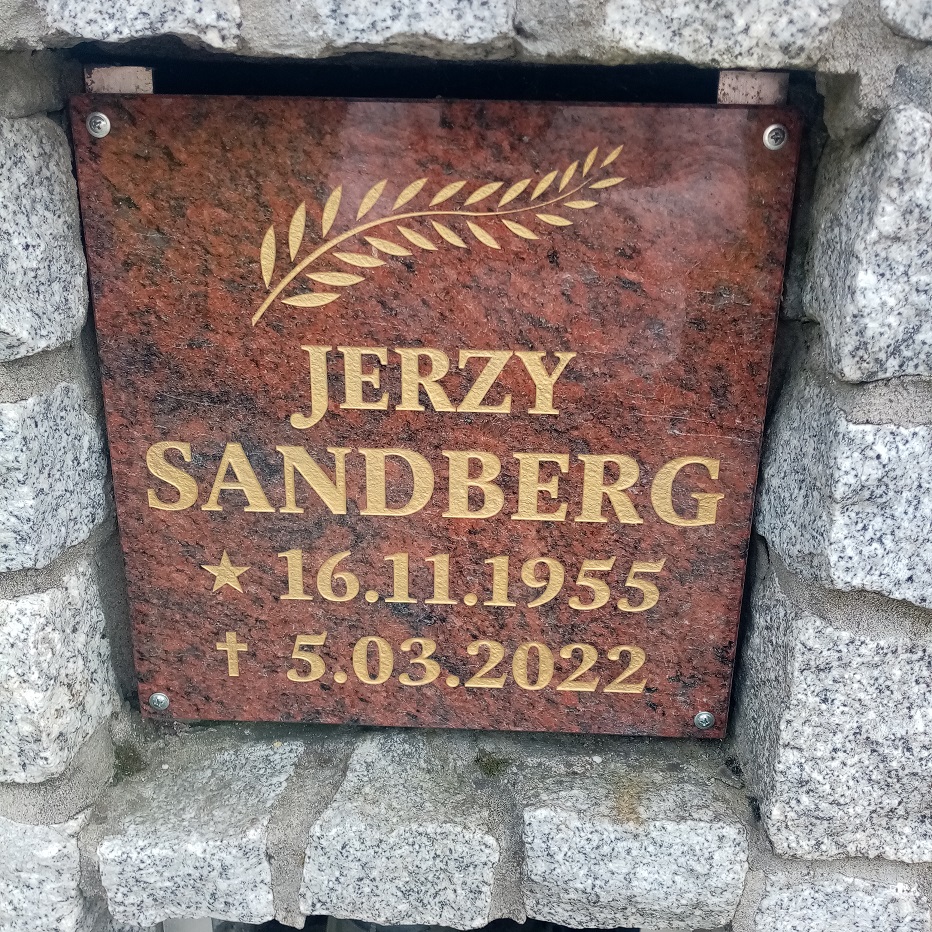 JERZY
SANDBERG
★ 16.11.1955
✝ 5.03.2022